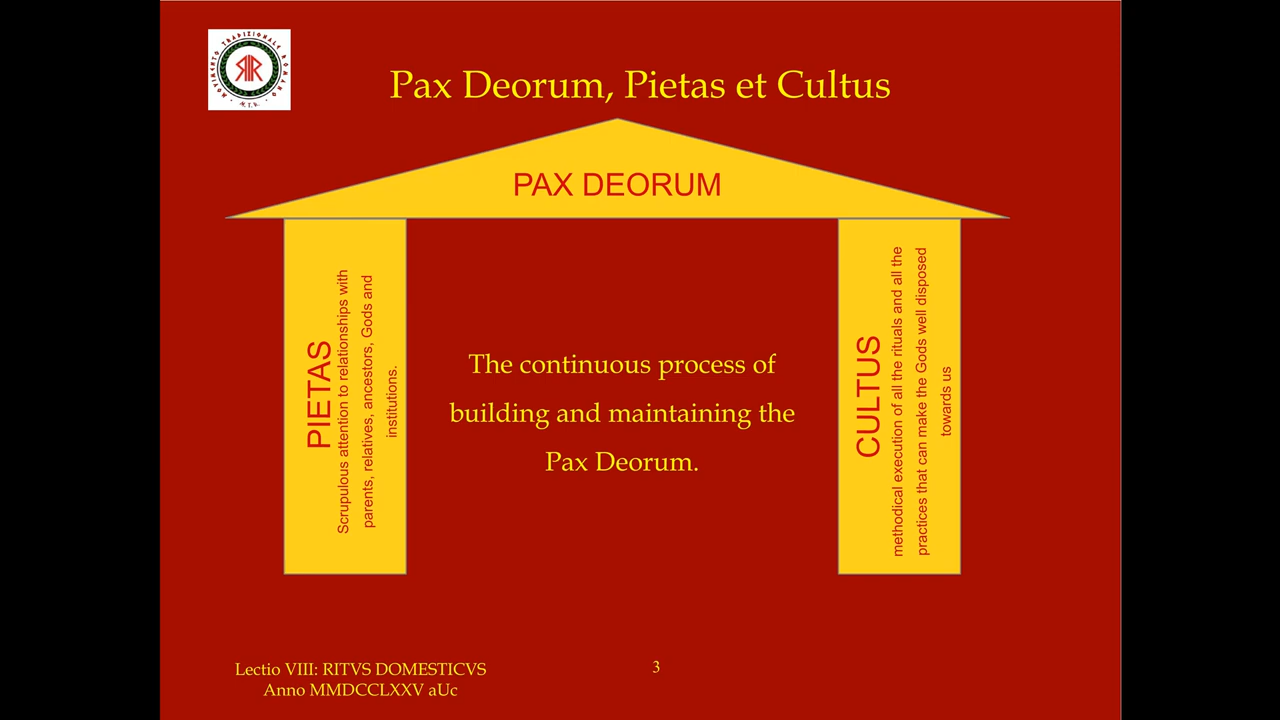 MOVIMENTO TRADIZIONALE ROMANO
M.T.R.
Pax Deorum, Pietas et Cultus
PAX DEORUM
PIETAS
Scrupulous attention to relationships with
parents, relatives, ancestors, Gods and
institutions.
The continuous process of
building and maintaining the
Pax Deorum.
CULTUS
methodical execution of all the rituals and all the
practices that can make the Gods well disposed
towards us
Lectio VIII: RITVS DOMESTICVS
Anno MMDCCLXXV aUc
3